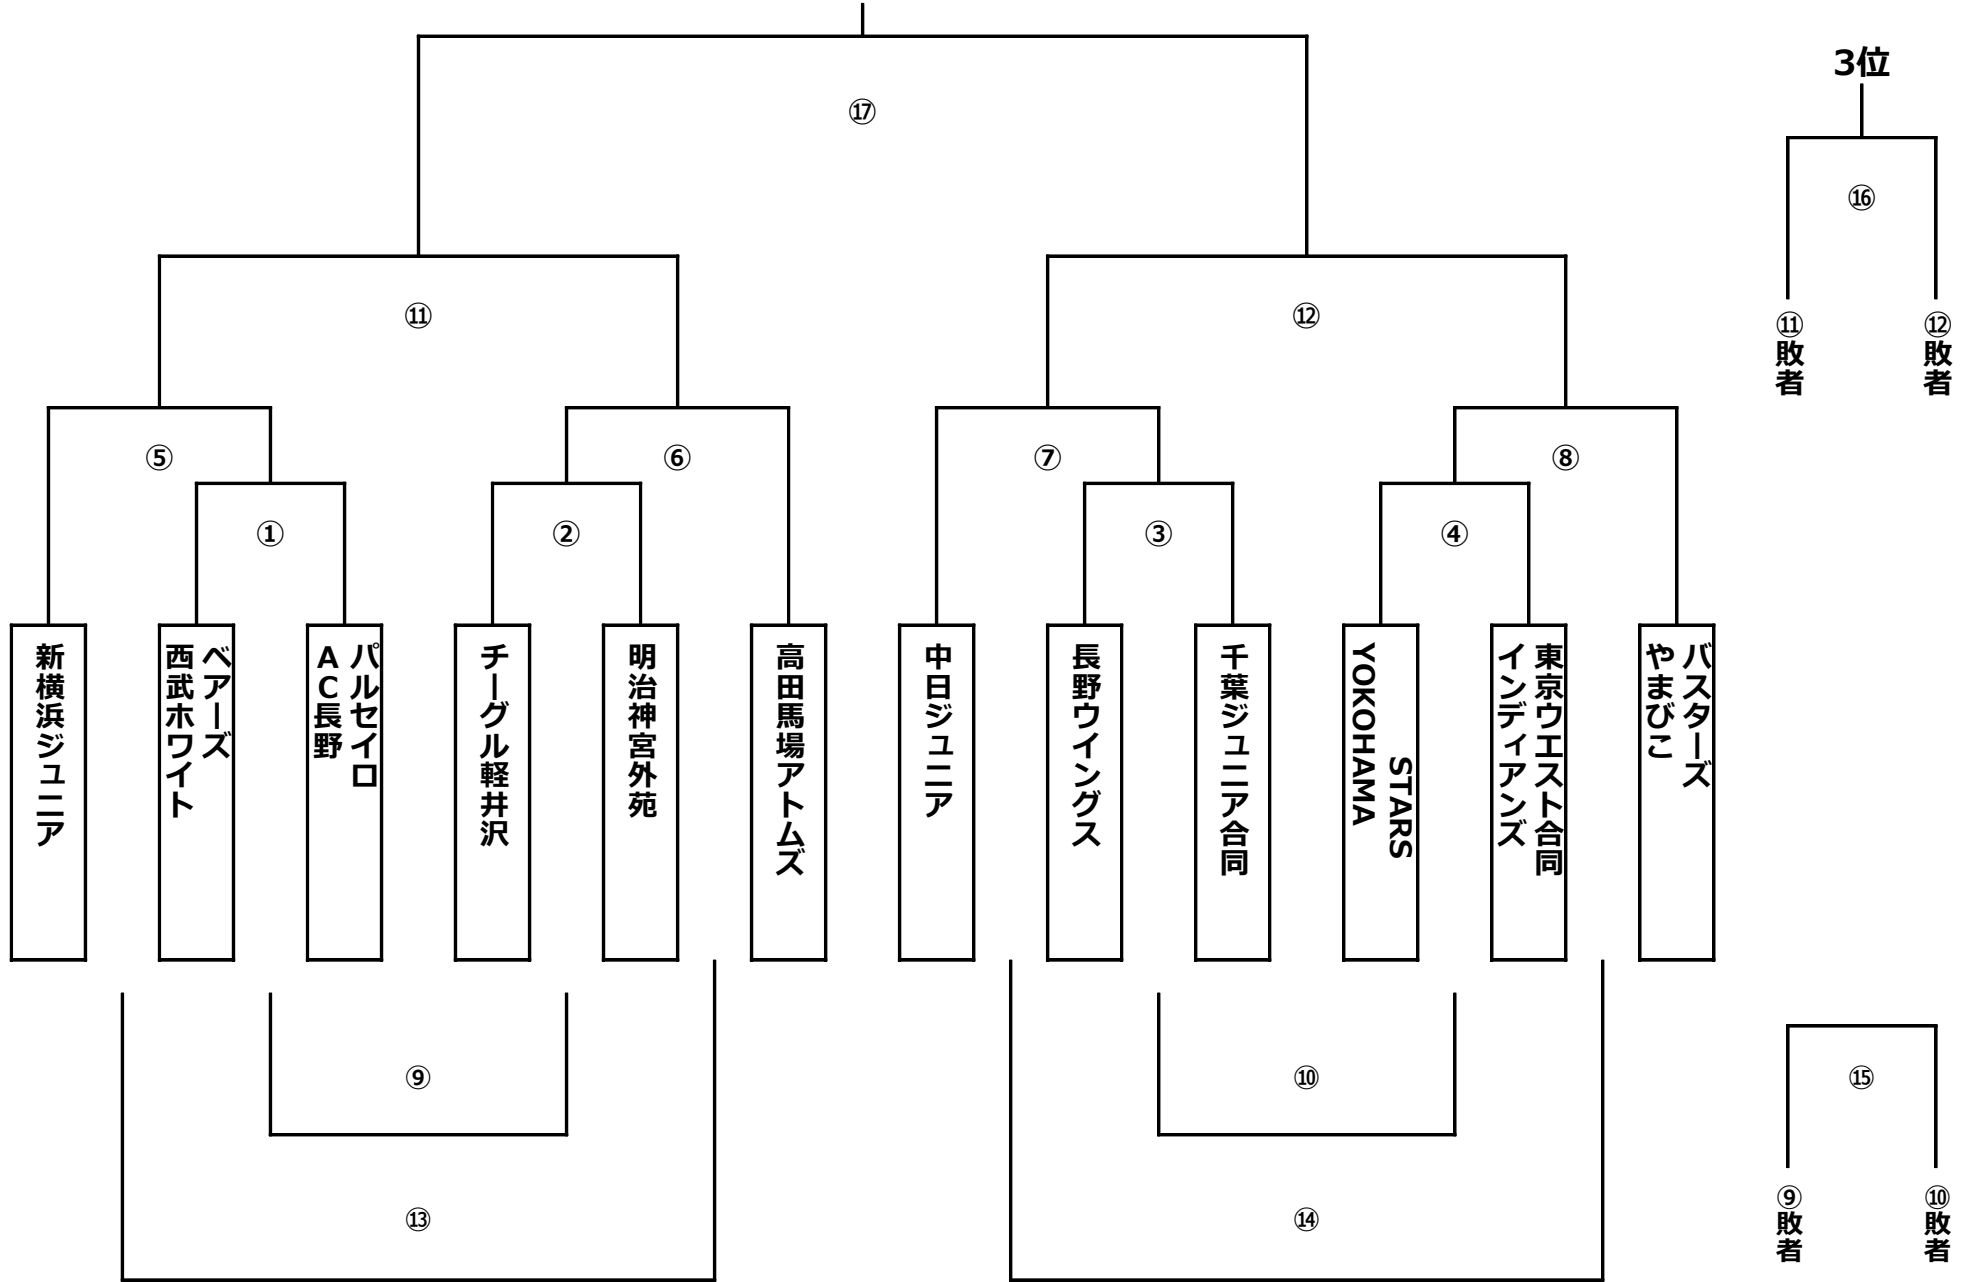 3位
⑰
⑯
⑪
⑫
⑪敗者
⑫敗者
⑤
⑥
⑦
⑧
①
②
③
④
新横浜ジュニア
西武ホワイト
ベアーズ
AC長野
パルセイロ
チーグル軽井沢
明治神宮外苑
高田馬場アトムズ
中日ジュニア
長野ウイングス
千葉ジュニア合同
YOKOHAMA
STARS
東京ウエスト合同
インディアンズ
やまびこ
バスターズ
⑨
⑩
⑮
⑬
⑭
⑨敗者
⑩敗者